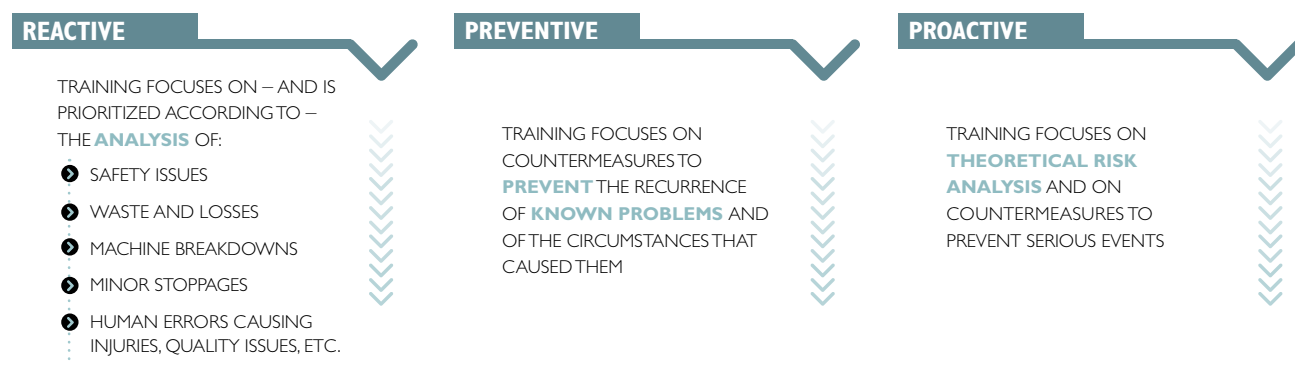 REACTIVE
TRAINING FOCUSES ON – AND IS
PRIORITIZED ACCORDING TO –
THE ANALYSIS OF:
SAFETY ISSUES
WASTE AND LOSSES
MACHINE BREAKDOWNS
MINOR STOPPAGES
HUMAN ERRORS CAUSING
INJURIES, QUALITY ISSUES, ETC.
PREVENTIVE
TRAINING FOCUSES ON
COUNTERMEASURES TO
PREVENT THE RECURRENCE
OF KNOWN PROBLEMS AND
OF THE CIRCUMSTANCES THAT
CAUSED THEM
PROACTIVE
TRAINING FOCUSES ON
THEORETICAL RISK
ANALYSIS AND ON
COUNTERMEASURES TO
PREVENT SERIOUS EVENTS